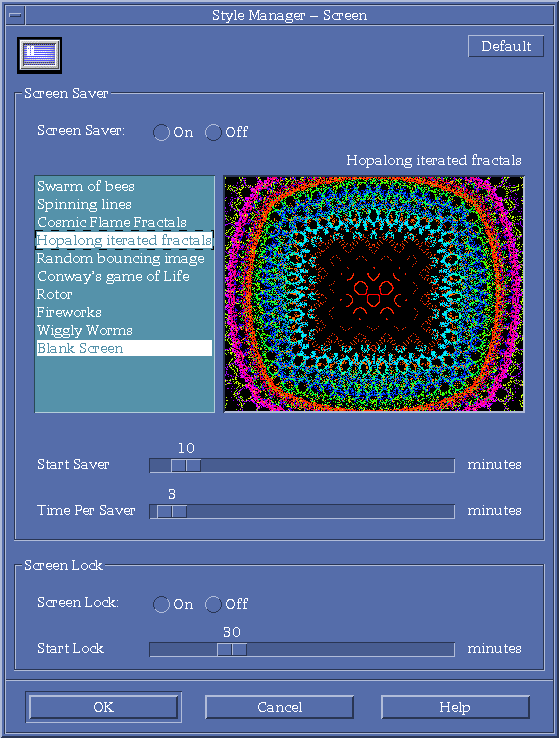 Style Manager – Screen
Default
Screen Saver
Screen Saver: On Off
Hopalong iterated fractals
Swarm of bees
Spinning lines
Cosmic Flame Fractals
Hopalong iterated fractals
Random bouncing image
Conway's game of Life
Rotor
Fireworks
Wiggly Worms
Blank Screen
10
Start Saver minutes
3
Time Per Saver minutes
Screen Lock
Screen Lock: On Off
30
Start Lock minutes
OK Cancel Help